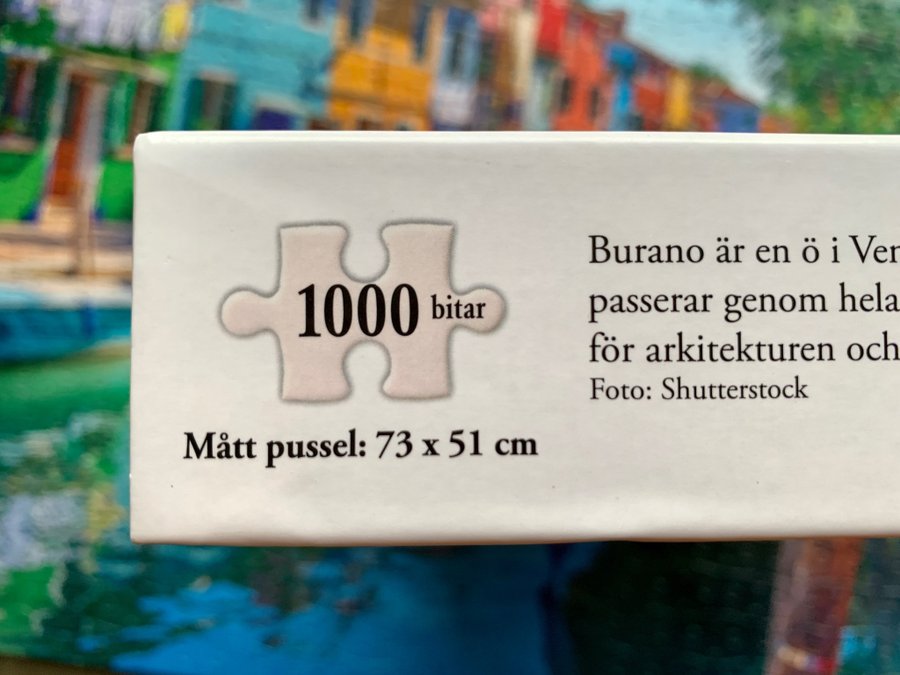 1000 bitar
Mått pussel: 73 x 51 cm
Burano är en ö i
passerar genom hela
för arkitekturen och
Foto: Shutterstock